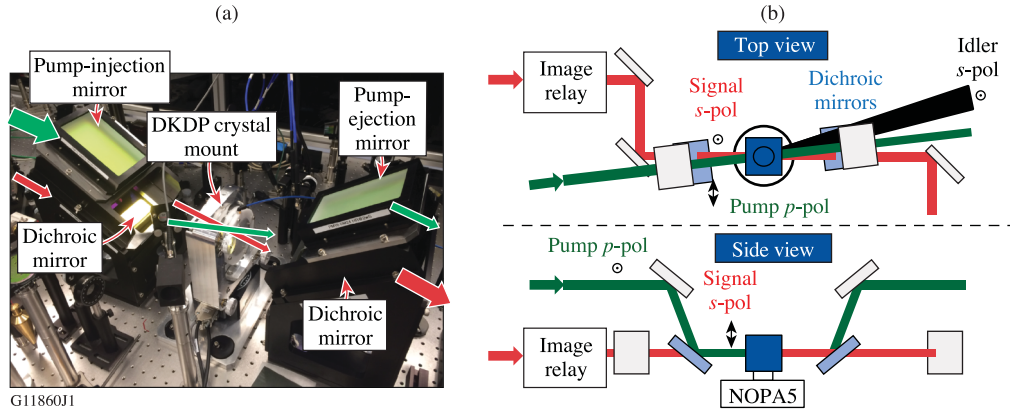 (a)
Pump-injection
mirror
DKDP crystal
mount
Pump-
ejection
mirror
Dichroic
mirror
Dichroic
mirror
G11860J1
(b)
Top view
Image
relay
Signal
s-pol
Dichroic
mirrors
Idler
s-pol
Pump p-pol
Side view
Pump p-pol
Signal
s-pol
Image
relay
NOPA5